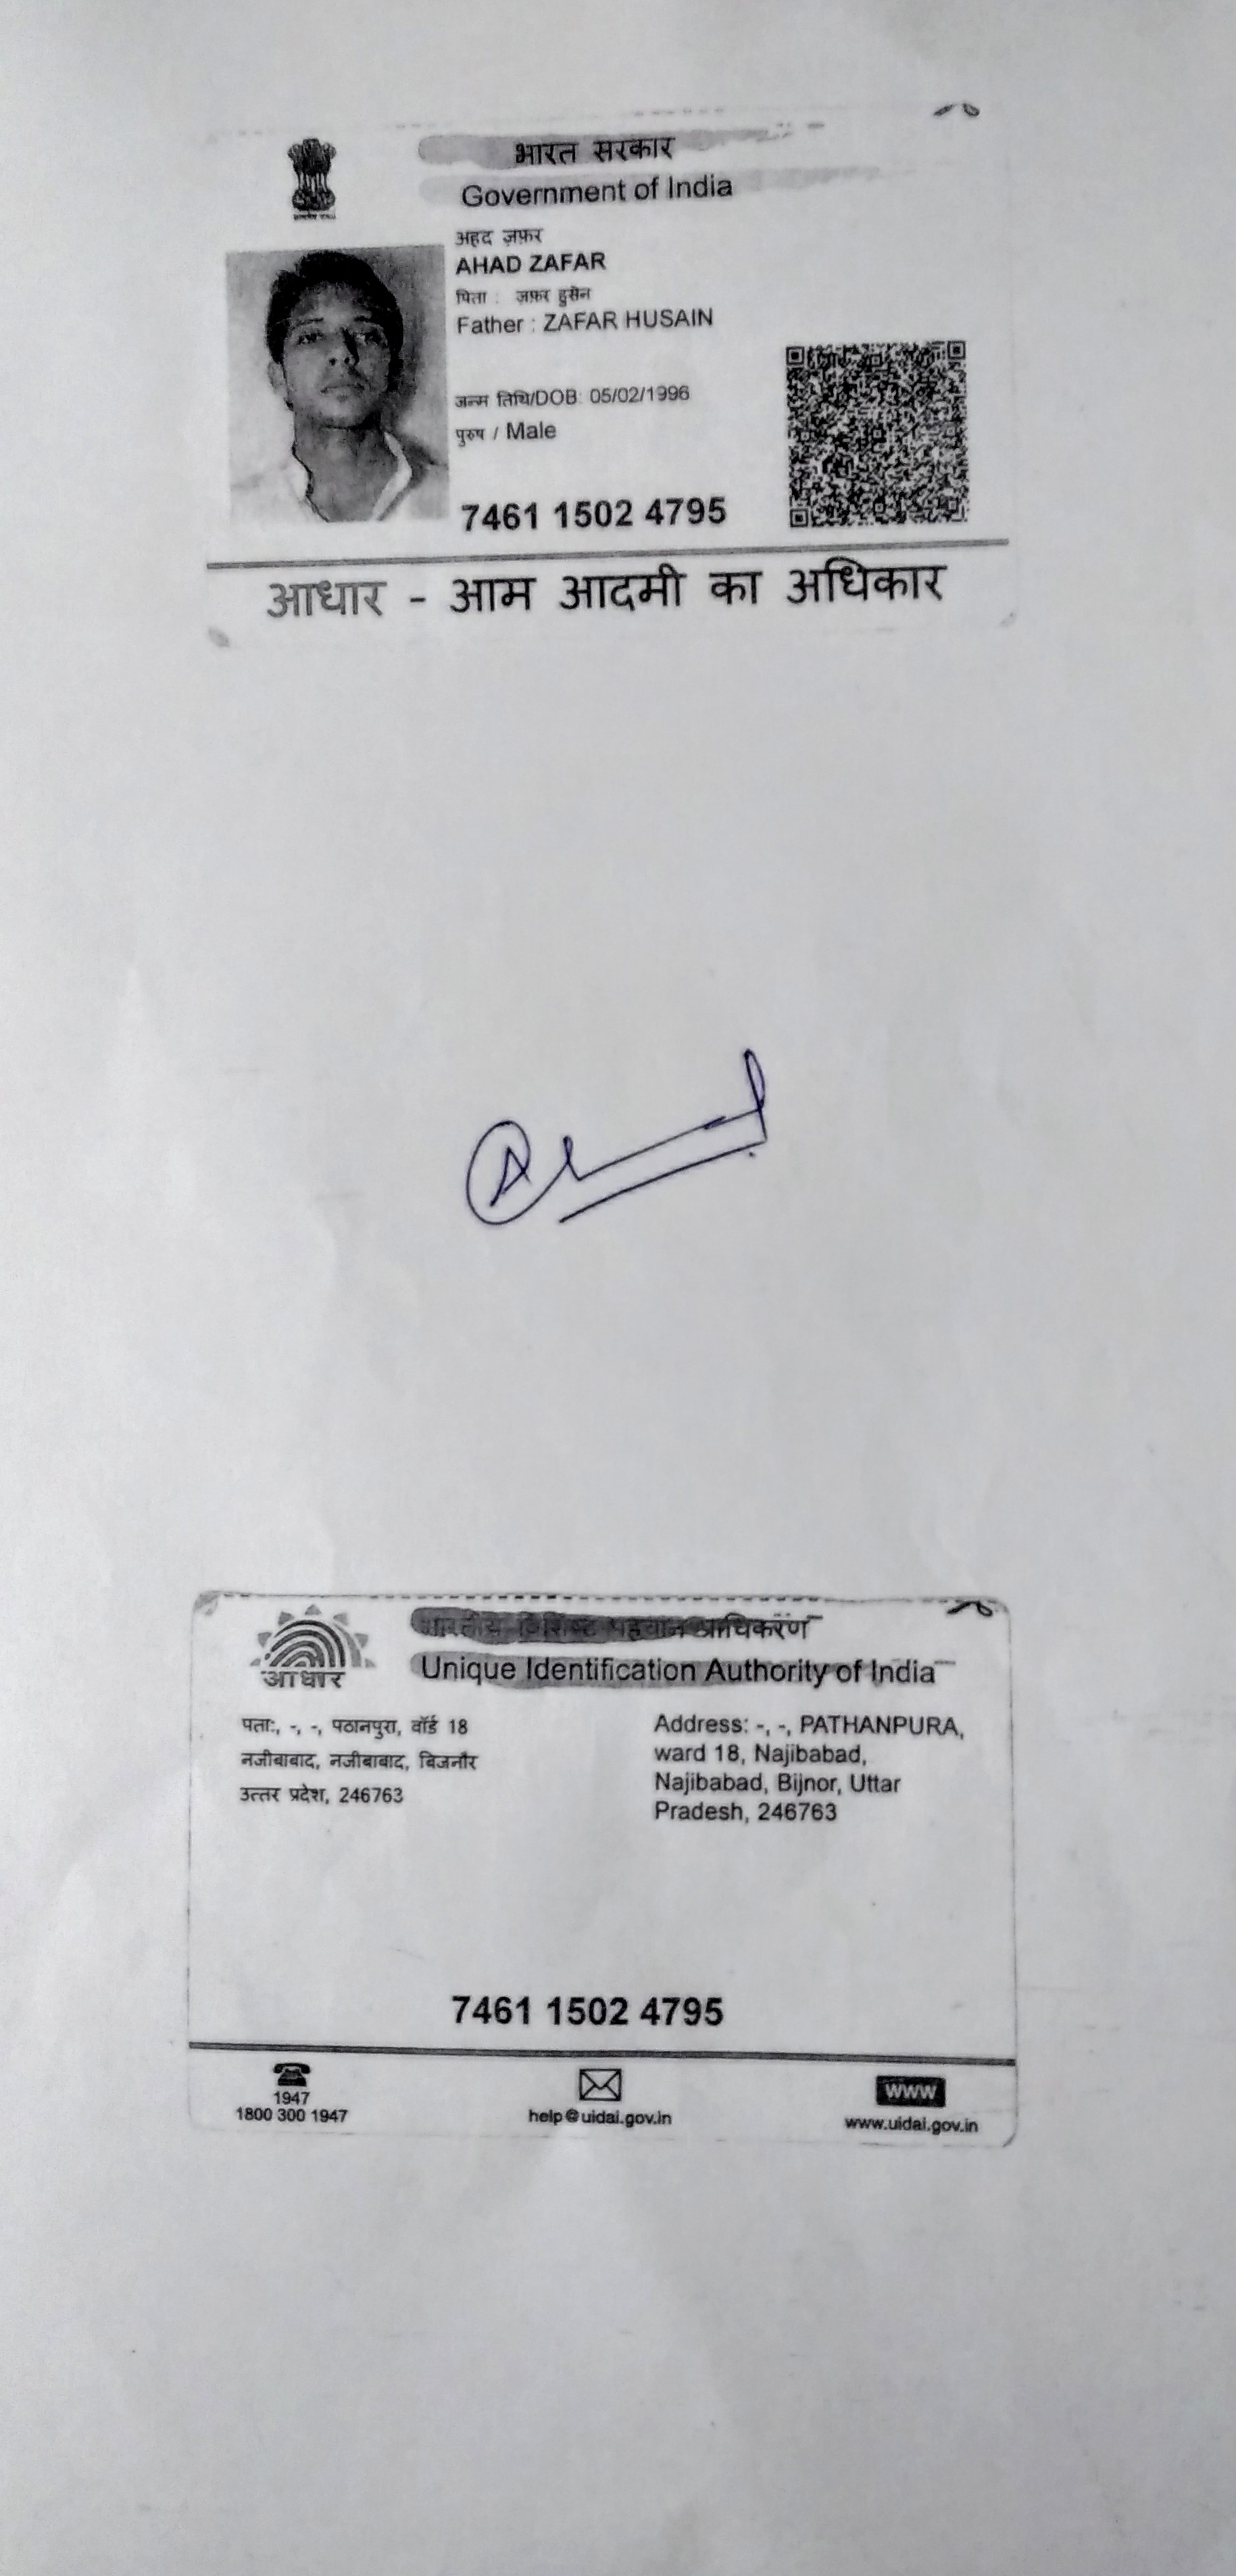 भारत सरकार
Government of India
अहद ज़फ़र
AHAD ZAFAR
पिता : ज़फ़र हुसैन
Father : ZAFAR HUSAIN
जन्म तिथि/DOB: 05/02/1996
पुरुष / Male
7461 1502 4795
आधार - आम आदमी का अधिकार
आधार
भारतीय विशिष्ट पहचान प्राधिकरण
Unique Identification Authority of India
पताः, -, -, पठानपुरा, वॉर्ड 18
नजीबाबाद, नजीबाबाद, बिजनौर
उत्तर प्रदेश, 246763
Address: -, -, PATHANPURA,
ward 18, Najibabad,
Najibabad, Bijnor, Uttar
Pradesh, 246763
7461 1502 4795
1947
1800 300 1947
help@uidai.gov.in
www
www.uidai.gov.in